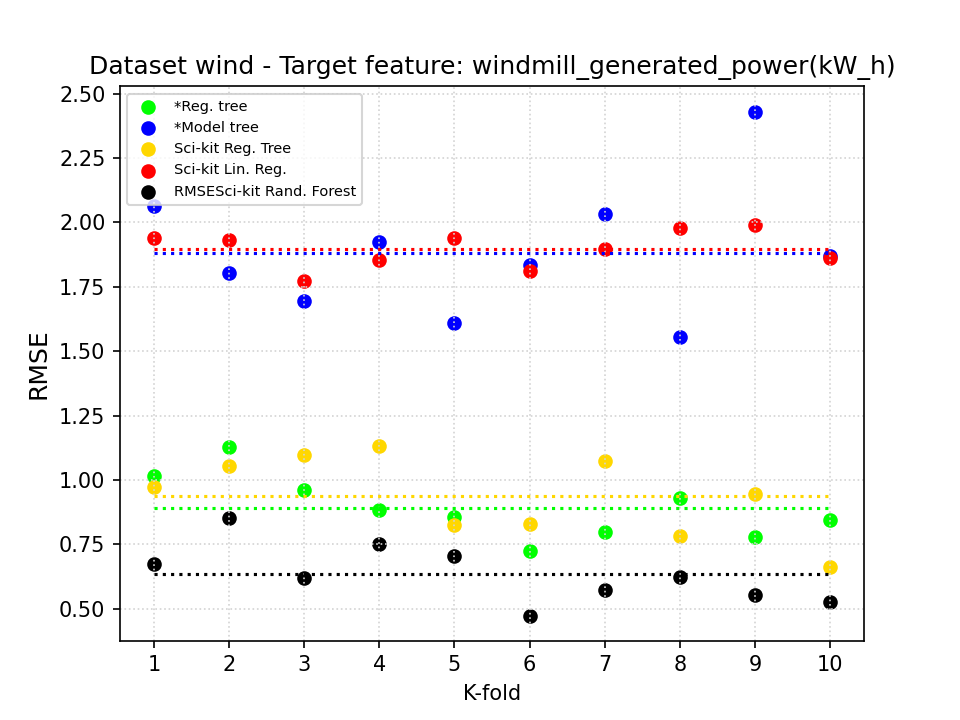 Dataset wind - Target feature: windmill_generated_power(kW_h)
2.50
2.25
2.00
1.75
1.50
1.25
1.00
0.75
0.50
RMSE
*Reg. tree
*Model tree
Sci-kit Reg. Tree
Sci-kit Lin. Reg.
RMSESci-kit Rand. Forest
1 2 3 4 5 6 7 8 9 10
K-fold